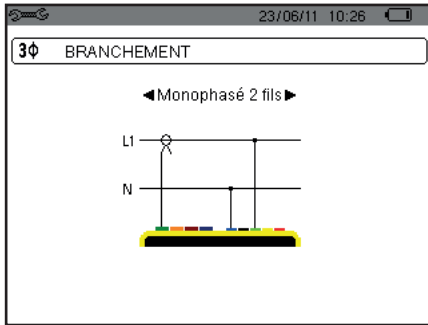 23/06/11 10:26
3Φ BRANCHEMENT
◄Monophasé 2 fils►
L1
N